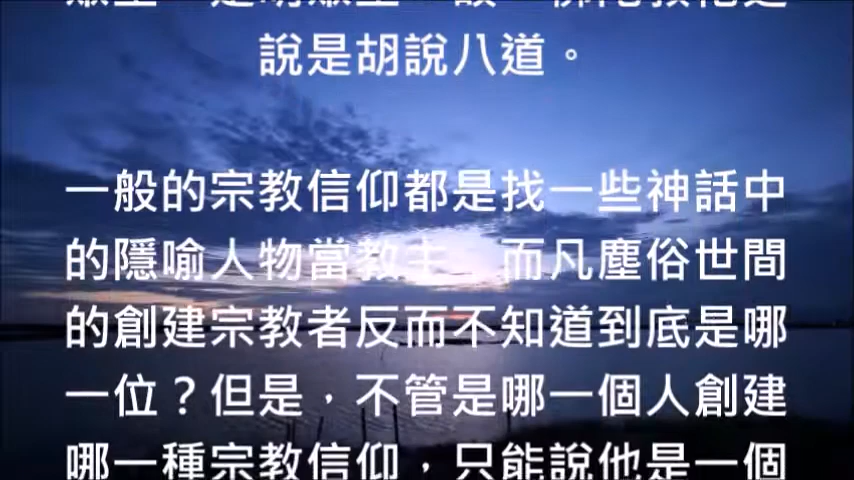 說是胡說八道。
一般的宗教信仰都是找一些神話中
的隱喻人物當教主,而凡塵俗世間
的創建宗教者反而不知道到底是哪
一位?但是,不管是哪一個人創建
哪一種宗教信仰,只能說他是一個